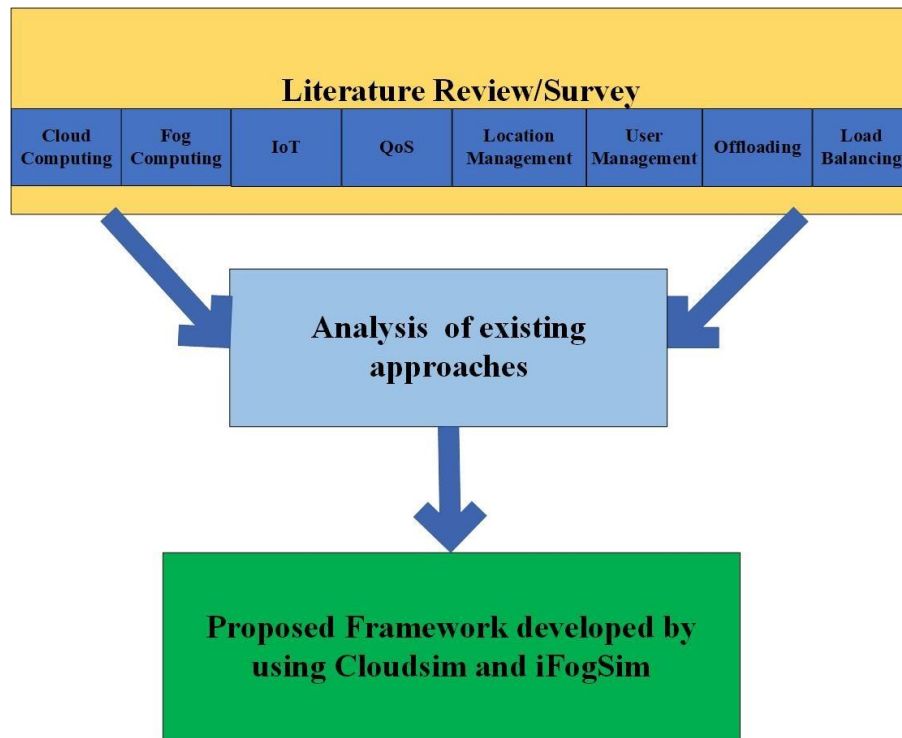 Literature Review/Survey
Cloud
Computing
Fog
Computing
IoT
QoS
Location
Management
User
Management
Offloading
Load
Balancing
Analysis of existing
approaches
Proposed Framework developed by
using Cloudsim and iFogSim